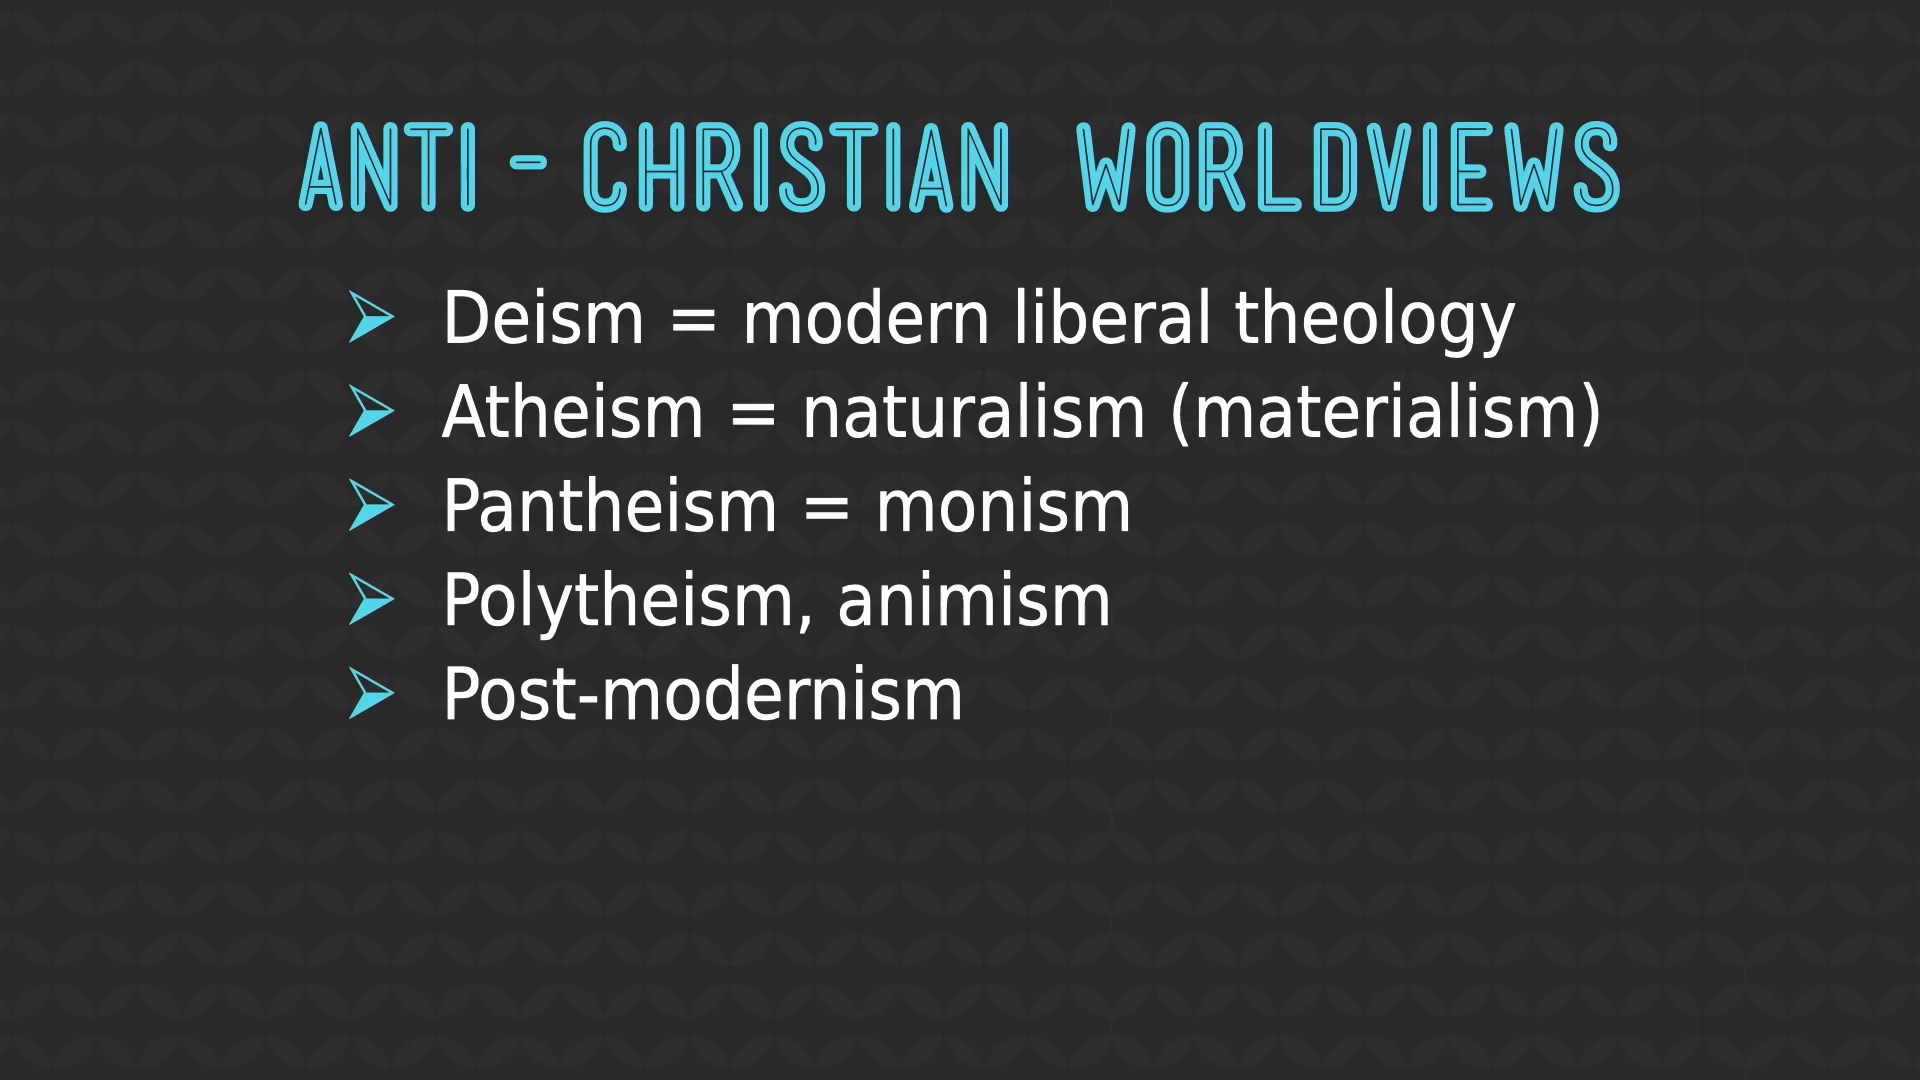 ANTI - CHRISTIAN WORLDVIEWS
➢ Deism = modern liberal theology
➢ Atheism = naturalism (materialism)
➢ Pantheism = monism
➢ Polytheism, animism
➢ Post-modernism